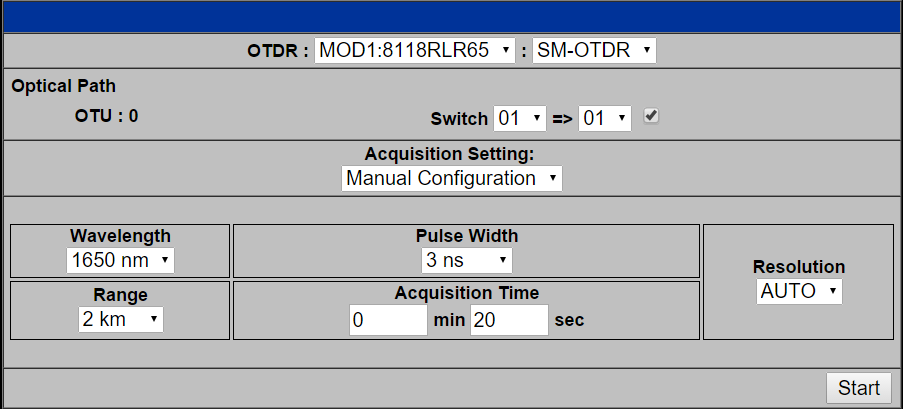 OTDR : MOD1:8118RLR65 : SM-OTDR
Optical Path
OTU : 0 Switch 01 => 01
Acquisition Setting:
Manual Configuration
Wavelength
1650 nm
Pulse Width
3 ns
Range
2 km
Acquisition Time
0 min 20 sec
Resolution
AUTO
Start